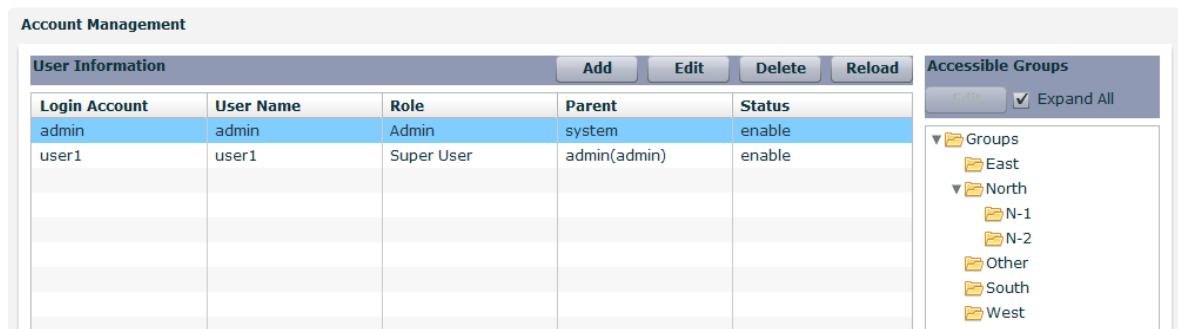 Account Management
User Information Add Edit Delete Reload
Login Account User Name Role Parent Status
admin admin Admin system enable
user1 user1 Super User admin(admin) enable
Accessible Groups
Edit Expand All
Groups
East
North
N-1
N-2
Other
South
West